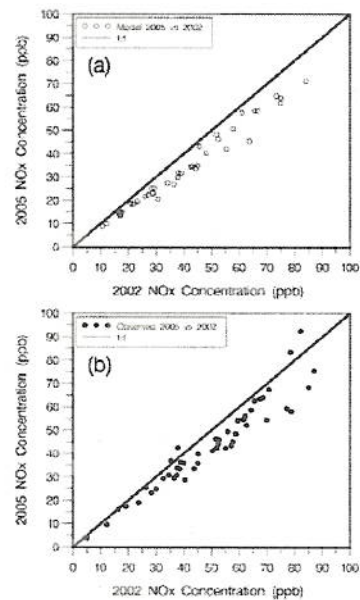 100
90
80
70
60
50
40
30
20
10
0
2005 NOx Concentration (ppb)
Model 2005 vs 2002
1:1
(a)
0 10 20 30 40 50 60 70 80 90 100
2002 NOx Concentration (ppb)
100
90
80
70
60
50
40
30
20
10
0
2005 NOx Concentration (ppb)
Observed 2005 vs 2002
1:1
(b)
0 10 20 30 40 50 60 70 80 90 100
2002 NOx Concentration (ppb)